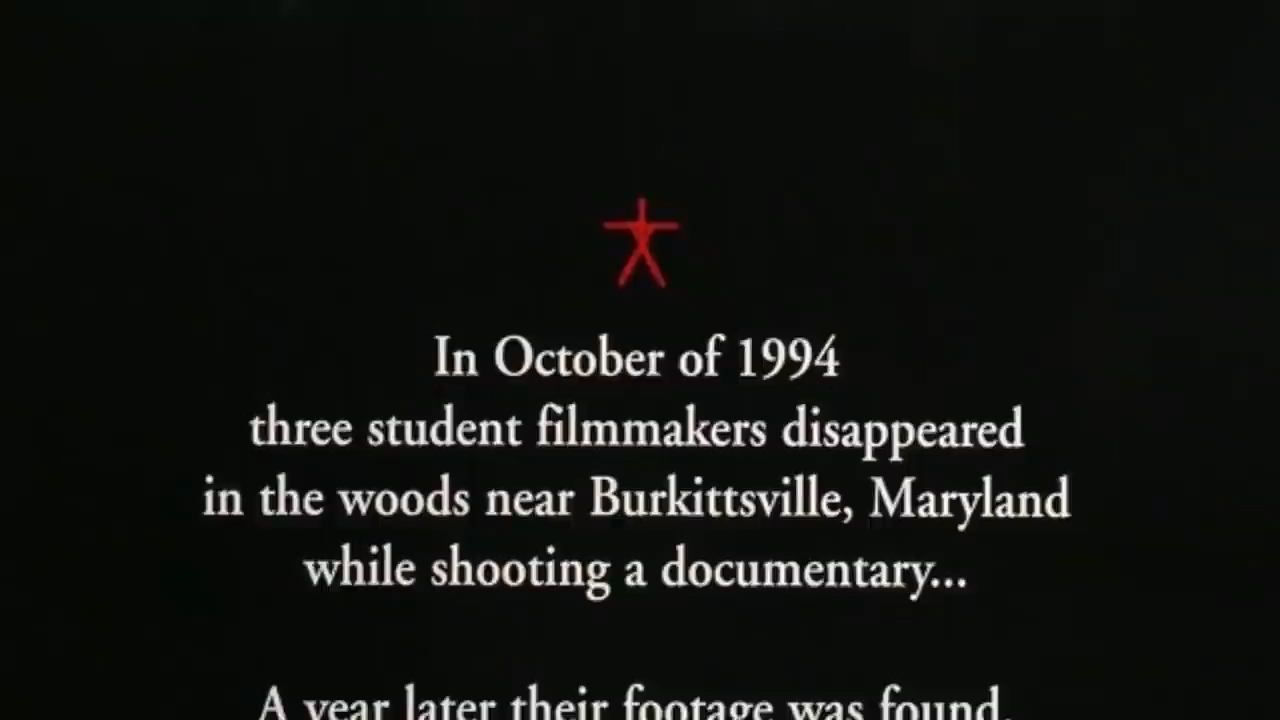 In October of 1994
three student filmmakers disappeared
in the woods near Burkittsville, Maryland
while shooting a documentary...
A year later their footage was found.